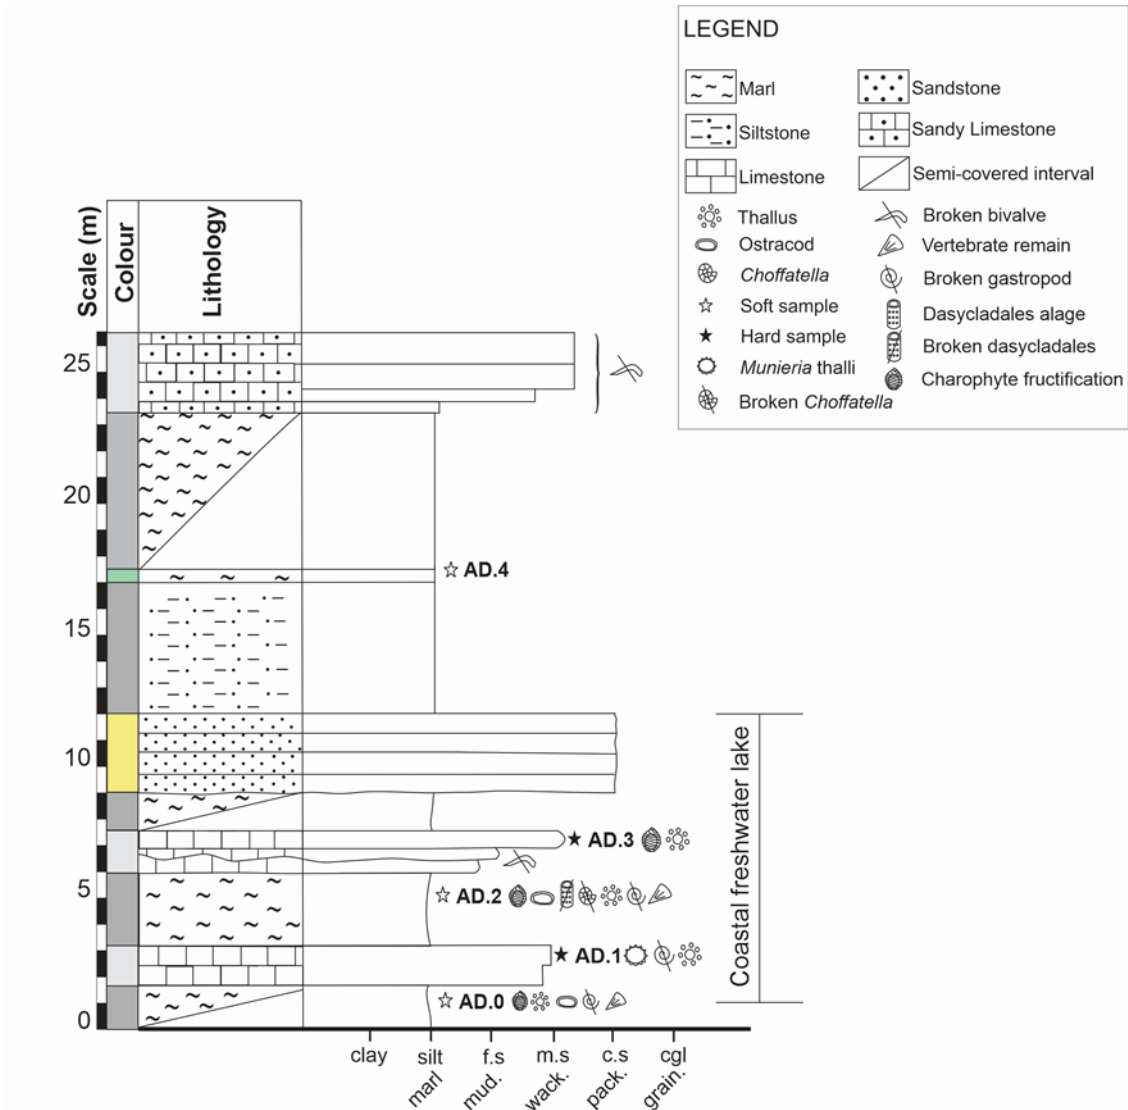 LEGEND
Marl
Sandstone
Siltstone
Sandy Limestone
Limestone
Semi-covered interval
Thallus
Broken bivalve
Ostracod
Vertebrate remain
Choffatella
Broken gastropod
Soft sample
Dasycladales alage
Hard sample
Broken dasycladales
Munieria thalli
Charophyte fructification
Broken Choffatella
Scale (m)
Colour
Lithology
25
20
AD.4
15
10
AD.3
5
AD.2
AD.1
AD.0
0
Coastal freshwater lake
clay
silt
f.s
m.s
c.s
cgl
marl
mud.
wack.
pack.
grain.